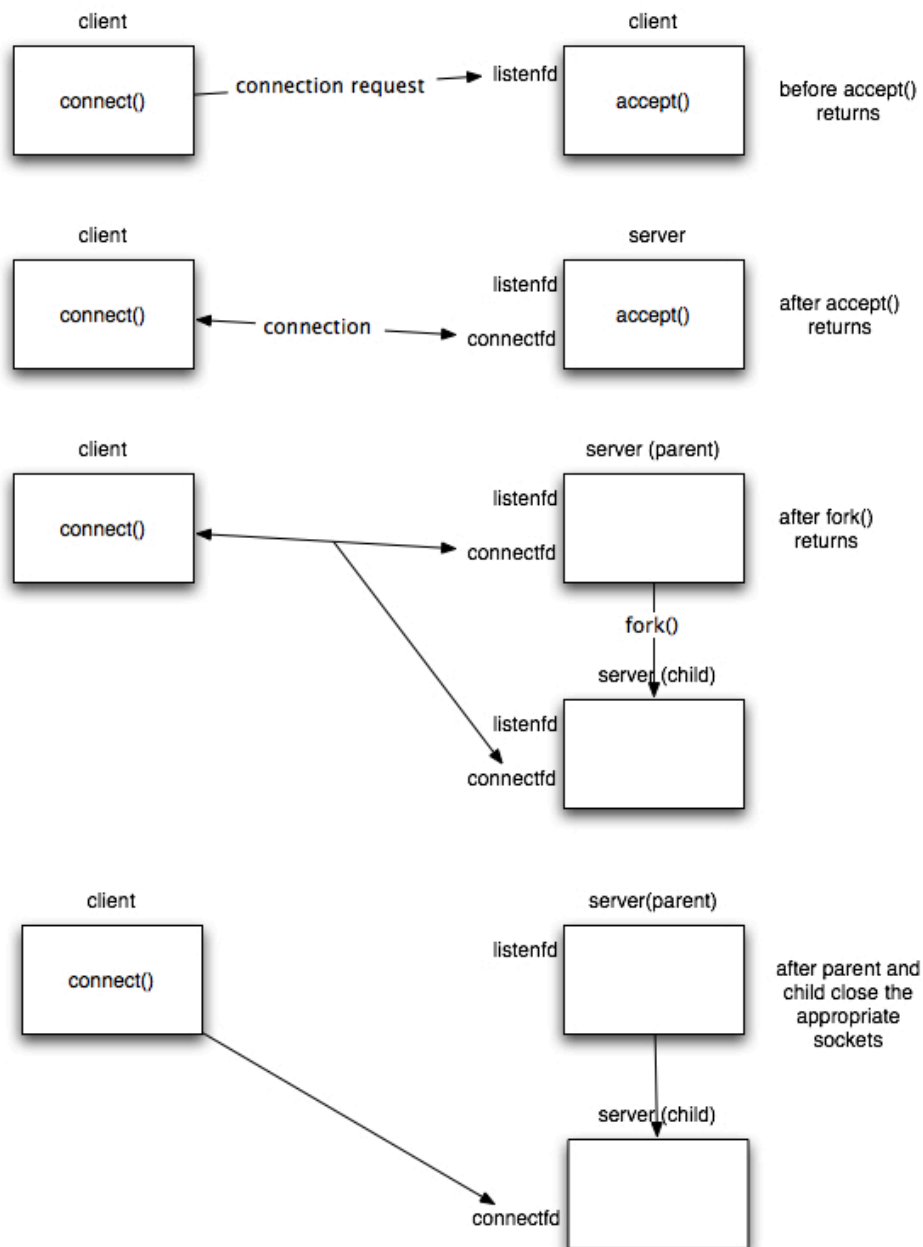 client
client
connect()
connection request
listenfd
accept()
before accept()
returns
client
server
connect()
connection
listenfd
connectfd
accept()
after accept()
returns
client
server (parent)
connect()
listenfd
connectfd
after fork()
returns
fork()
server (child)
listenfd
connectfd
client
server(parent)
connect()
listenfd
after parent and
child close the
appropriate
sockets
server (child)
connectfd